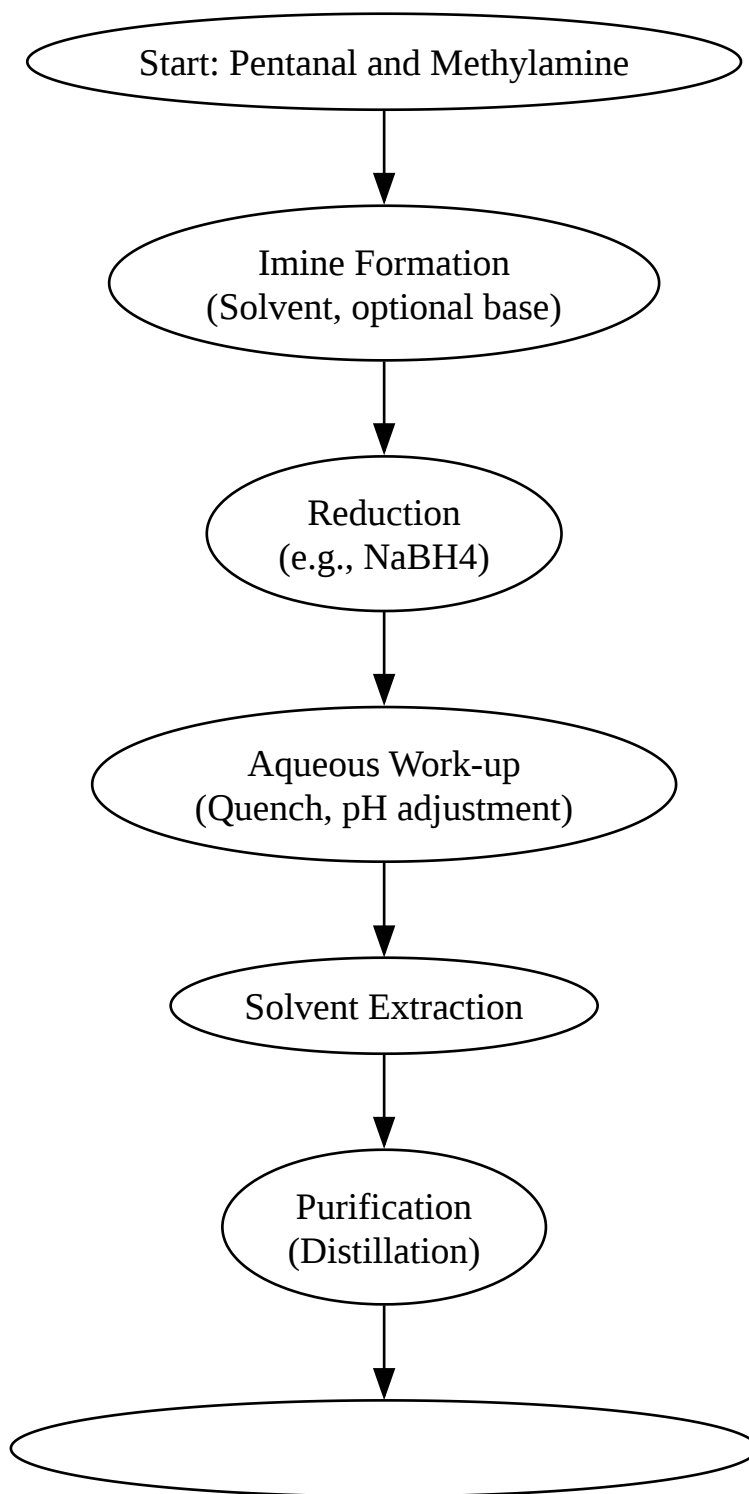 Start: Pentanal and Methylamine
Imine Formation
(Solvent, optional base)
Reduction
(e.g., NaBH4)
Aqueous Work-up
(Quench, pH adjustment)
Solvent Extraction
Purification
(Distillation)